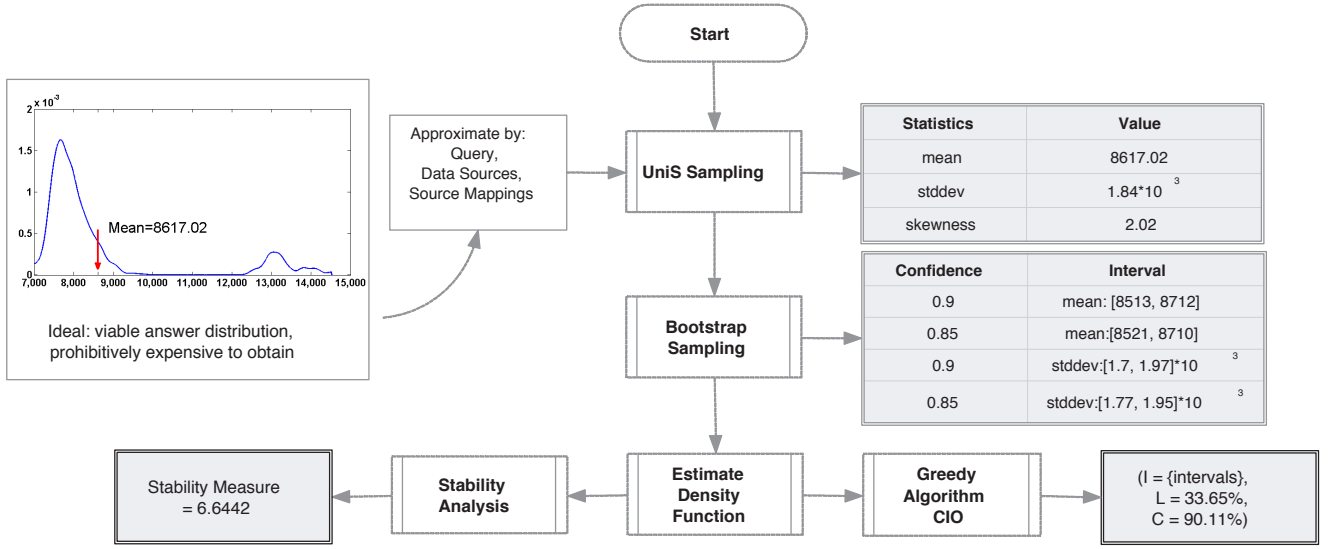 Start
2 x 10^-3
1.5
1
0.5
0
7,000 8,000 9,000 10,000 11,000 12,000 13,000 14,000 15,000
Mean=8617.02
Ideal: viable answer distribution,
prohibitively expensive to obtain
Approximate by:
Query,
Data Sources,
Source Mappings
UniS Sampling
Statistics Value
mean 8617.02
stddev 1.84*10 3
skewness 2.02
Bootstrap
Sampling
Confidence Interval
0.9 mean: [8513, 8712]
0.85 mean:[8521, 8710]
0.9 stddev:[1.7, 1.97]*10 3
0.85 stddev:[1.77, 1.95]*10 3
Stability Measure
= 6.6442
Stability
Analysis
Estimate
Density
Function
Greedy
Algorithm
CIO
(I = {intervals},
L = 33.65%,
C = 90.11%)